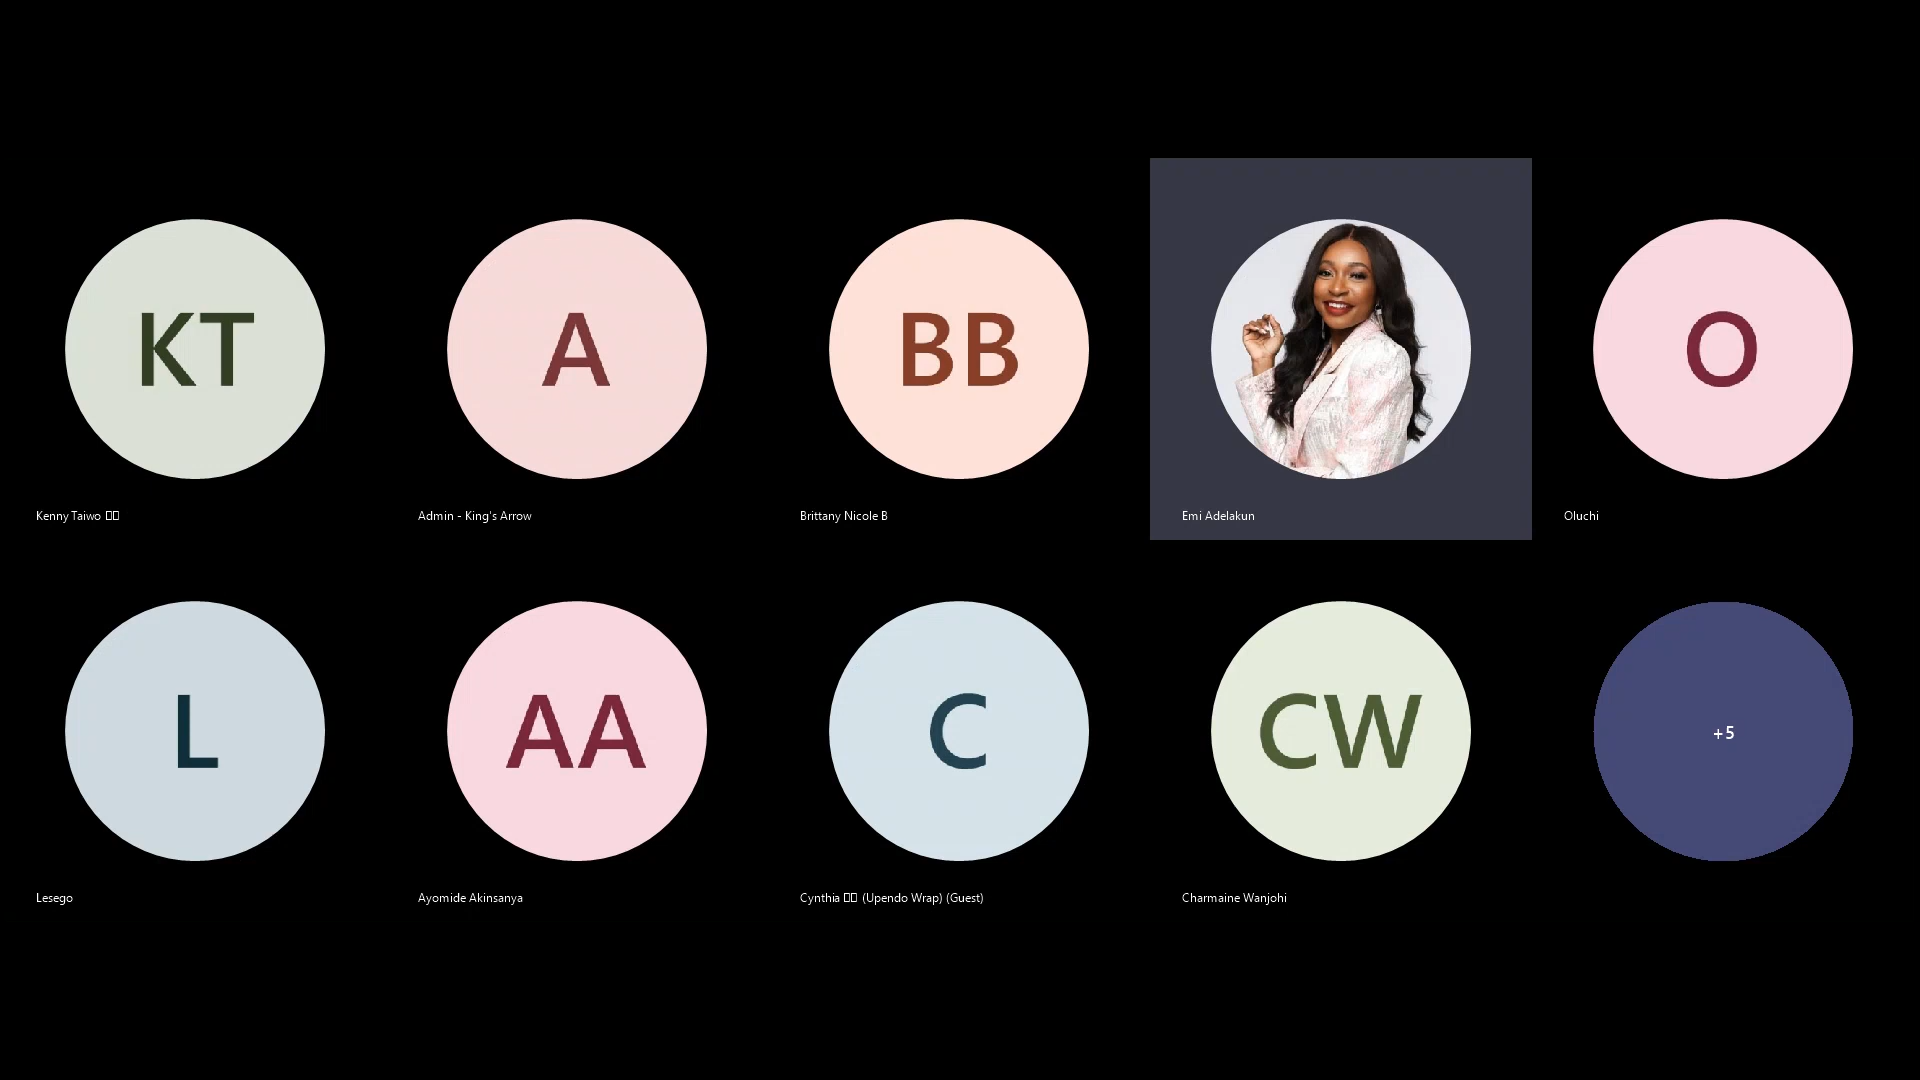 KT
A
BB
O
Kenny Taiwo
Admin - King's Arrow
Brittany Nicole B
Emi Adelakun
Oluchi
L
AA
C
CW
+5
Lesego
Ayomide Akinsanya
Cynthia (Upendo Wrap) (Guest)
Charmaine Wanjohi